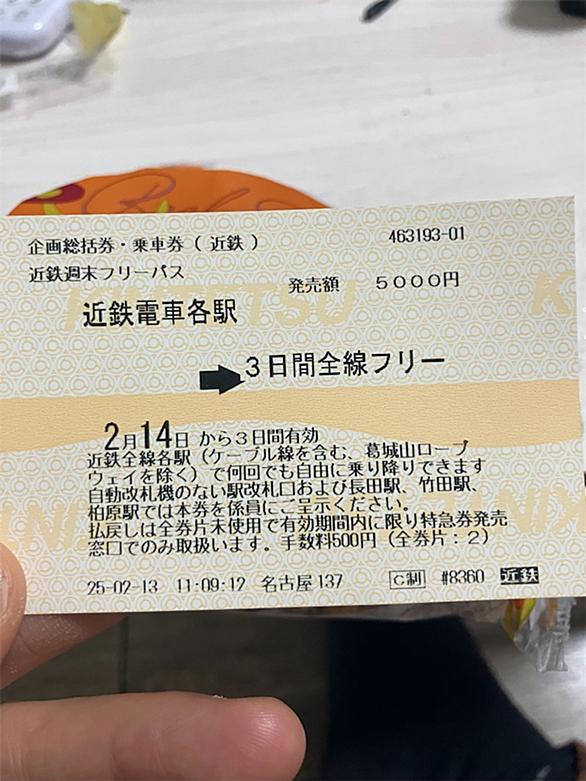 企画総括券・乗車券（近鉄）
463193-01
近鉄週末フリーパス
発売額　５０００円
近鉄電車各駅
➡３日間全線フリー
2月14日から３日間有効
近鉄全線各駅（ケーブル線を含む、葛城山ロープ
ウェイを除く）で何回でも自由に乗り降りできます
自動改札機のない駅改札口および長田駅、竹田駅、
柏原駅では本券を係員にご呈示ください。
払戻しは全券片未使用で有効期間内に限り特急券発売
窓口でのみ取扱います。手数料500円（全券片：２）
25-02-13　11:09:12　名古屋137　C制　#8360　近鉄